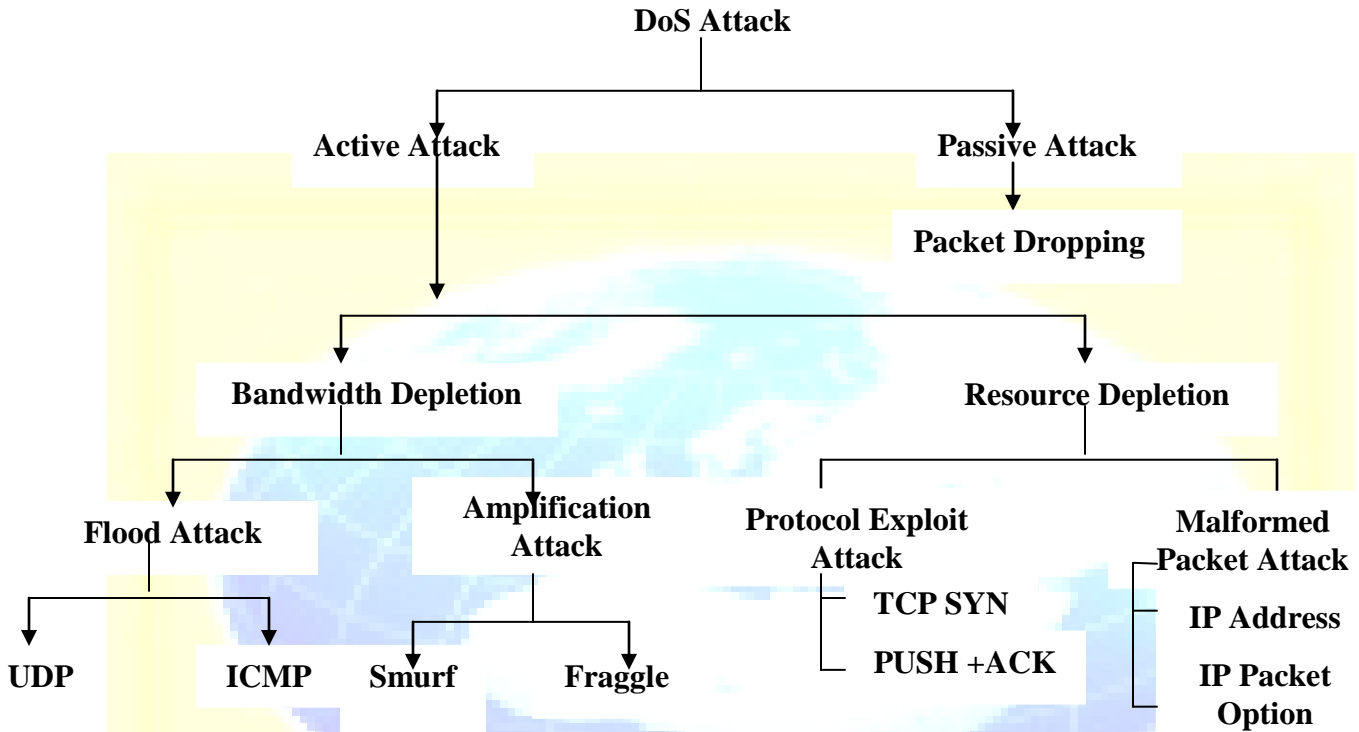 DoS Attack
Active Attack
Passive Attack
Packet Dropping
Bandwidth Depletion
Resource Depletion
Flood Attack
Amplification
Attack
Protocol Exploit
Attack
Malformed
Packet Attack
TCP SYN
IP Address
UDP
ICMP
Smurf
Fraggle
PUSH +ACK
IP Packet
Option